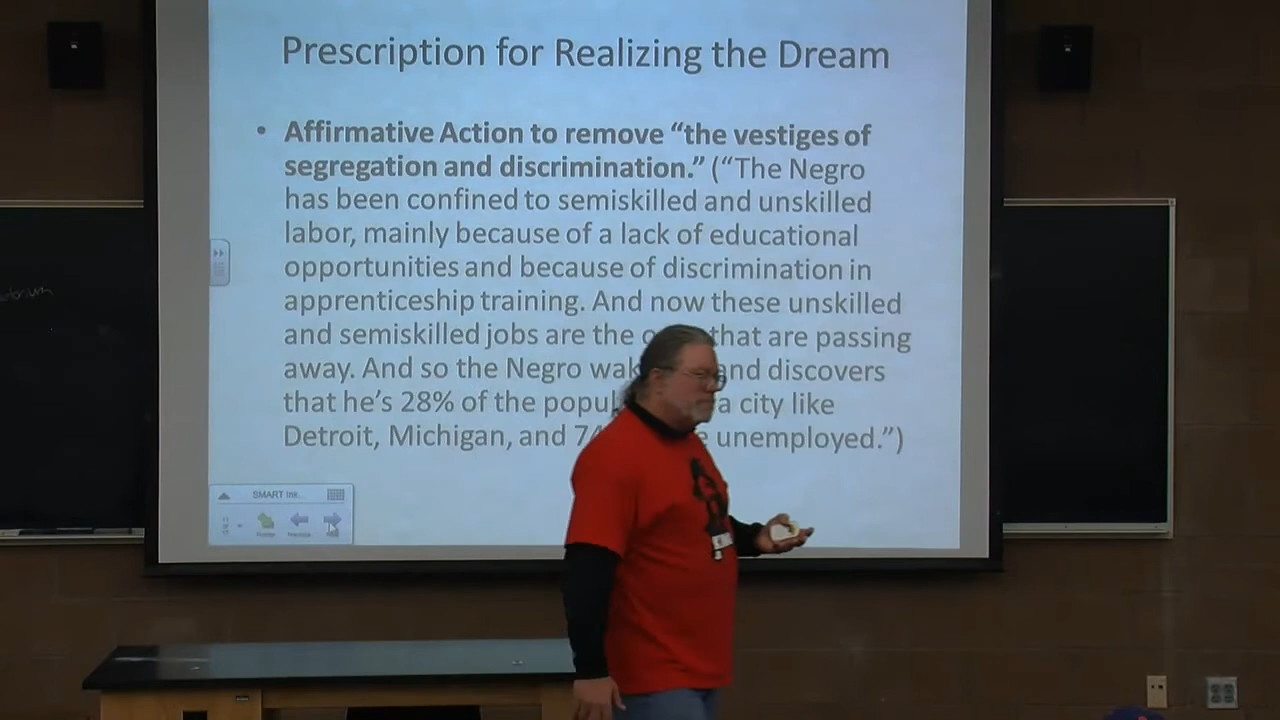 Prescription for Realizing the Dream
• Affirmative Action to remove “the vestiges of
segregation and discrimination.” (“The Negro
has been confined to semiskilled and unskilled
labor, mainly because of a lack of educational
opportunities and because of discrimination in
apprenticeship training. And now these unskilled
and semiskilled jobs are the that are passing
away. And so the Negro and discovers
that he’s 28% of the a city like
Detroit, Michigan, and unemployed.”)
SMART Ink...